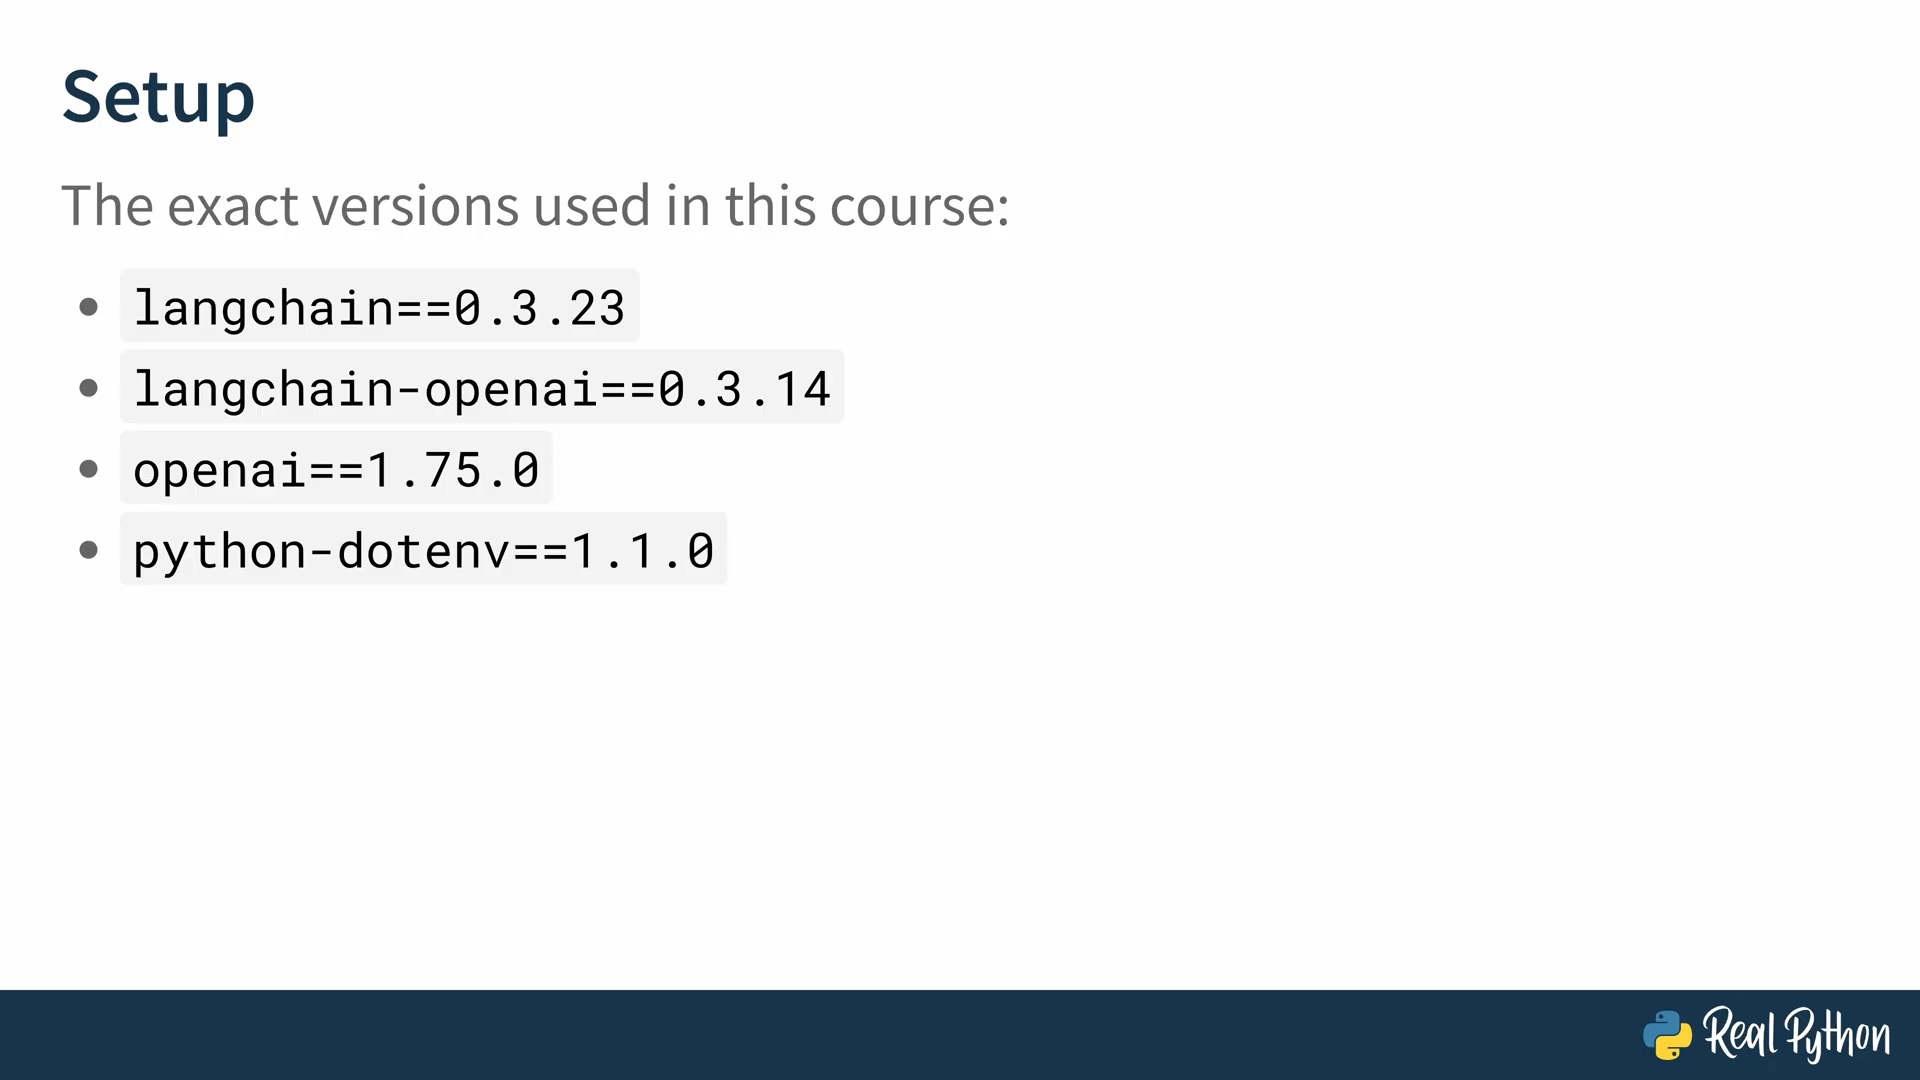 Setup
The exact versions used in this course:
• langchain==0.3.23
• langchain-openai==0.3.14
• openai==1.75.0
• python-dotenv==1.1.0
Real Python